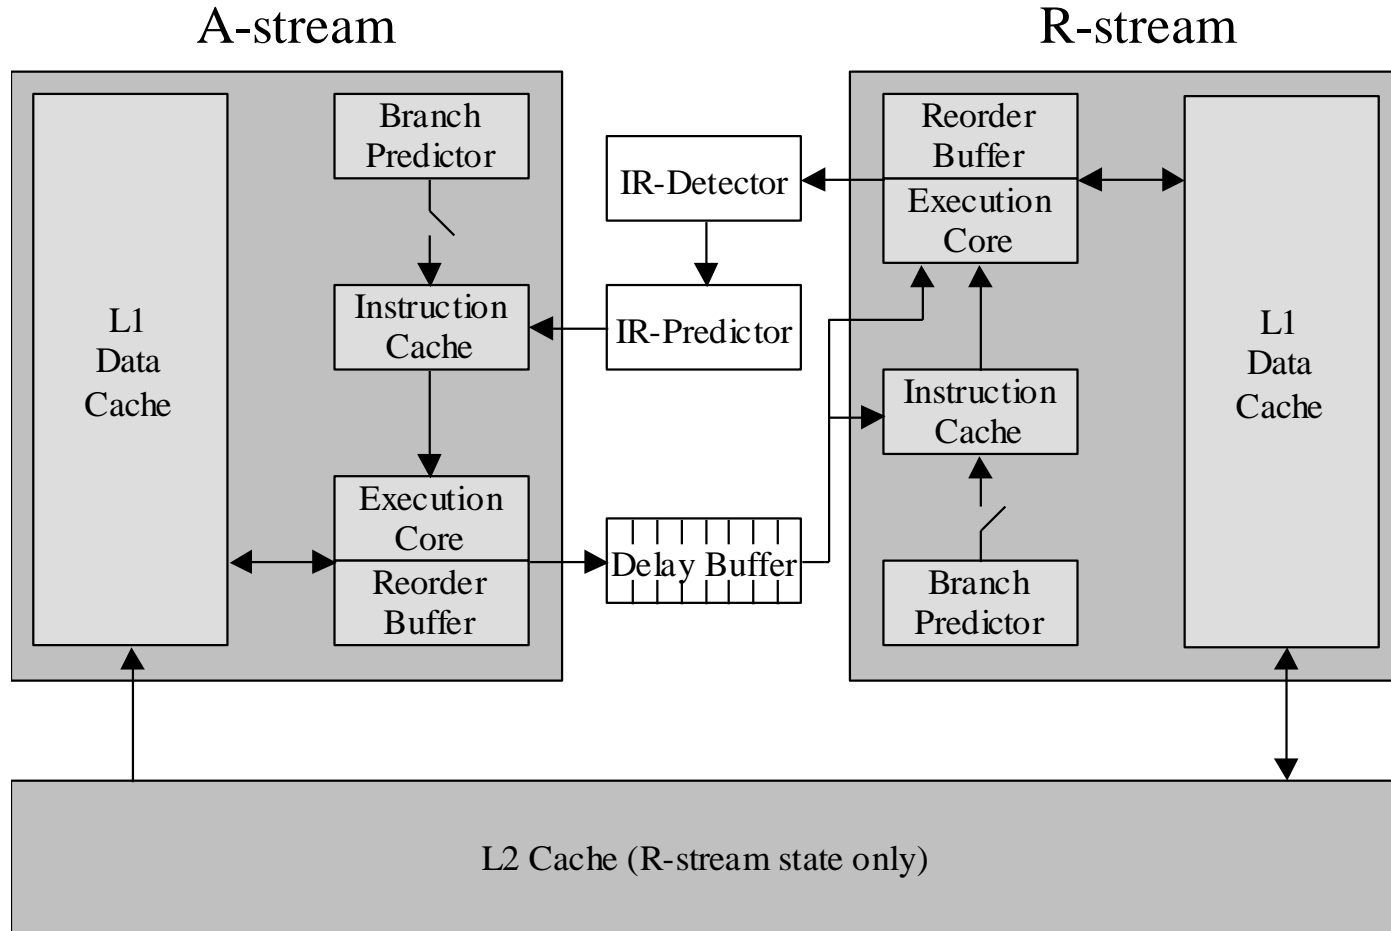 A-stream
R-stream
L1
Data
Cache
Branch
Predictor
Instruction
Cache
Execution
Core
Reorder
Buffer
IR-Detector
IR-Predictor
Delay Buffer
Reorder
Buffer
Execution
Core
Instruction
Cache
Branch
Predictor
L1
Data
Cache
L2 Cache (R-stream state only)